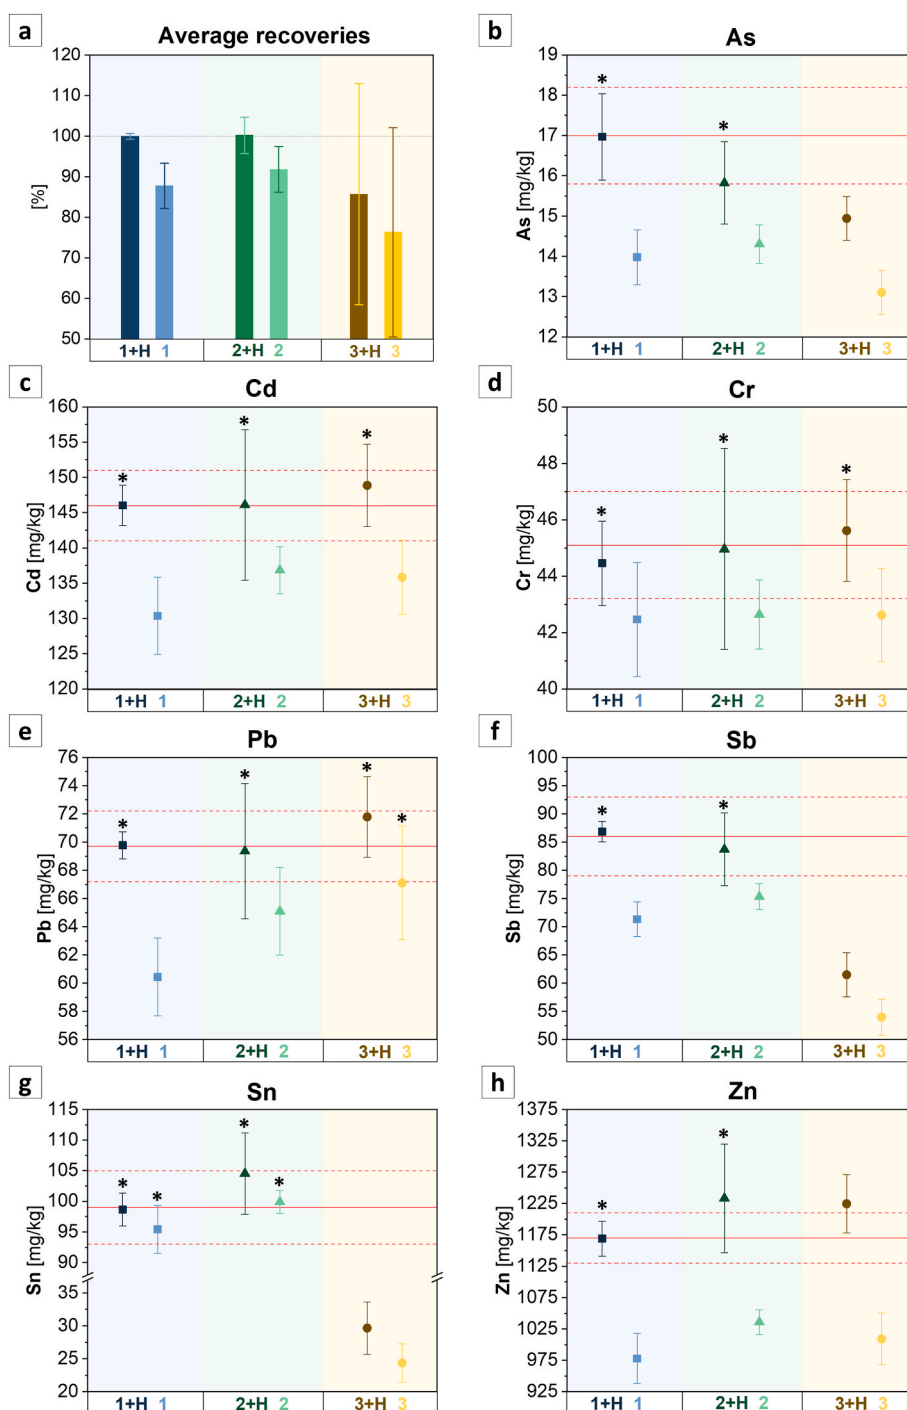 a
Average recoveries
120
110
100
90
80
70
60
50
[%]
1+H 1 2+H 2 3+H 3
b
As
19
18
17
16
15
14
13
12
As [mg/kg]
* *
1+H 1 2+H 2 3+H 3
c
Cd
160
155
150
145
140
135
130
125
120
Cd [mg/kg]
* * *
1+H 1 2+H 2 3+H 3
d
Cr
50
48
46
44
42
40
Cr [mg/kg]
* * *
1+H 1 2+H 2 3+H 3
e
Pb
76
74
72
70
68
66
64
62
60
58
56
Pb [mg/kg]
* * * *
1+H 1 2+H 2 3+H 3
f
Sb
100
95
90
85
80
75
70
65
60
55
50
Sb [mg/kg]
* *
1+H 1 2+H 2 3+H 3
g
Sn
115
110
105
100
95
90
35
30
25
20
Sn [mg/kg]
* * * *
1+H 1 2+H 2 3+H 3
h
Zn
1375
1325
1275
1225
1175
1125
1075
1025
975
925
Zn [mg/kg]
* *
1+H 1 2+H 2 3+H 3